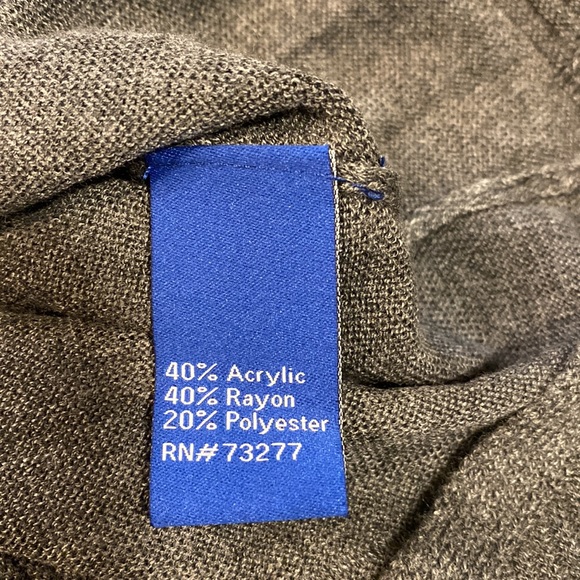 40% Acrylic
40% Rayon
20% Polyester
RN# 73277